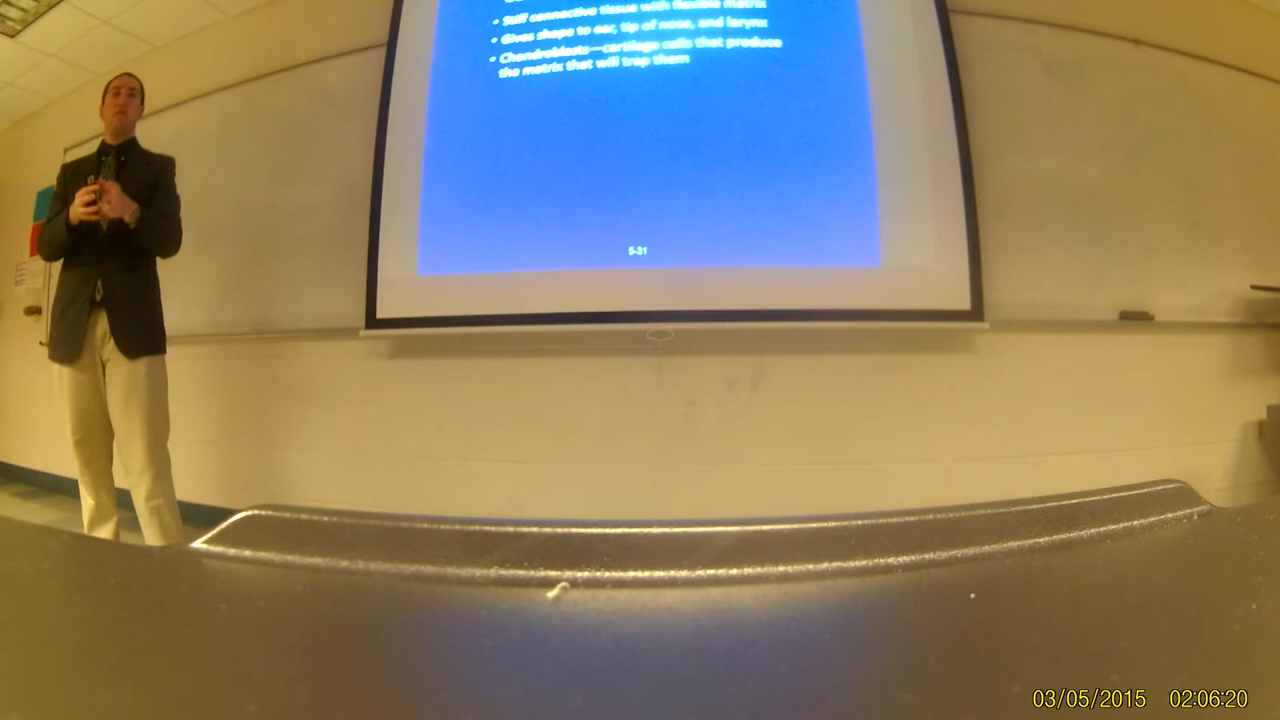 • Stiff connective tissue with flexible matrix
• Gives shape to ear, tip of nose, and larynx
• Chondroblasts—cartilage cells that produce
the matrix that will trap them
5-31
03/05/2015 02:06:20